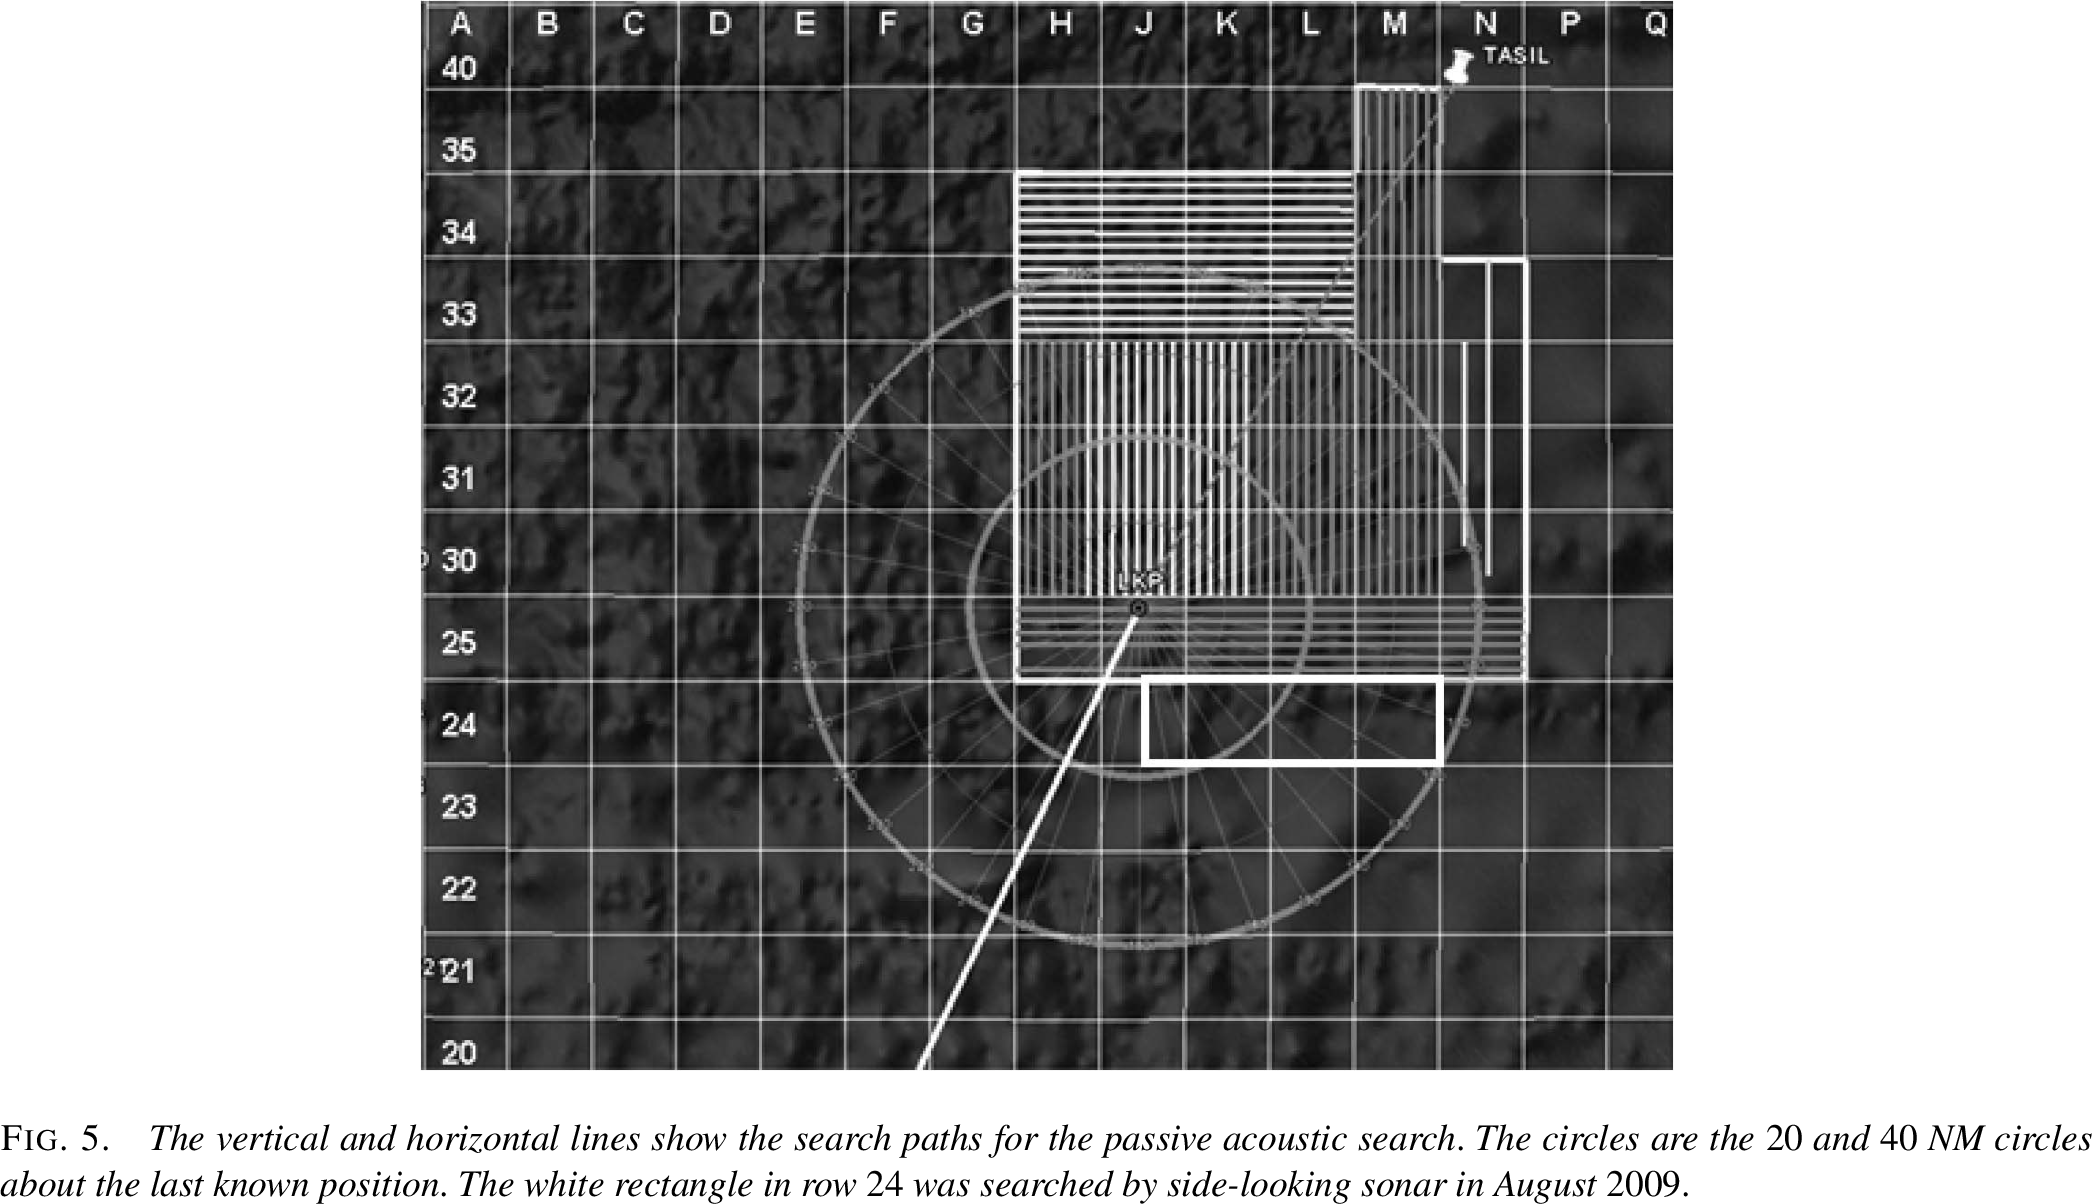 A B C D E F G H J K L M N P Q
TASIL
40
35
34
33
32
31
30
LKP
25
24
23
22
21
20
FIG. 5. The vertical and horizontal lines show the search paths for the passive acoustic search. The circles are the 20 and 40 NM circles
about the last known position. The white rectangle in row 24 was searched by side-looking sonar in August 2009.